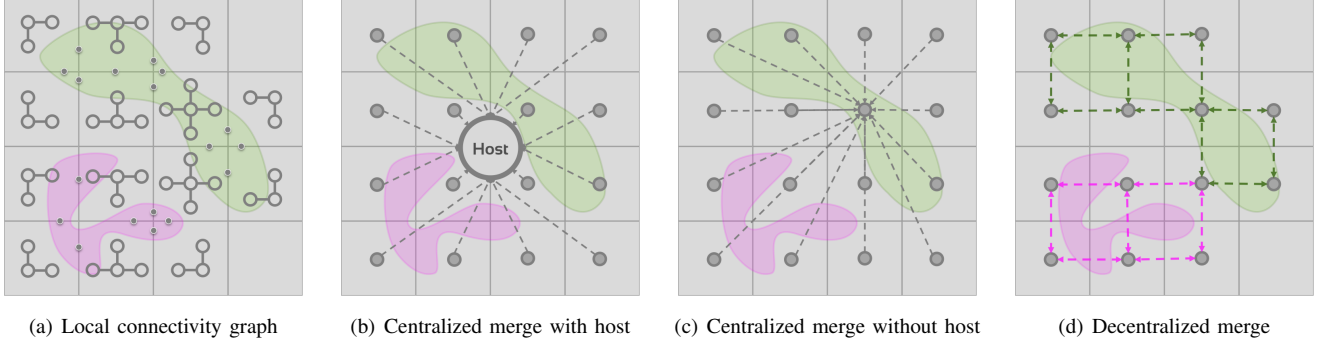 Host
(a) Local connectivity graph
(b) Centralized merge with host
(c) Centralized merge without host
(d) Decentralized merge